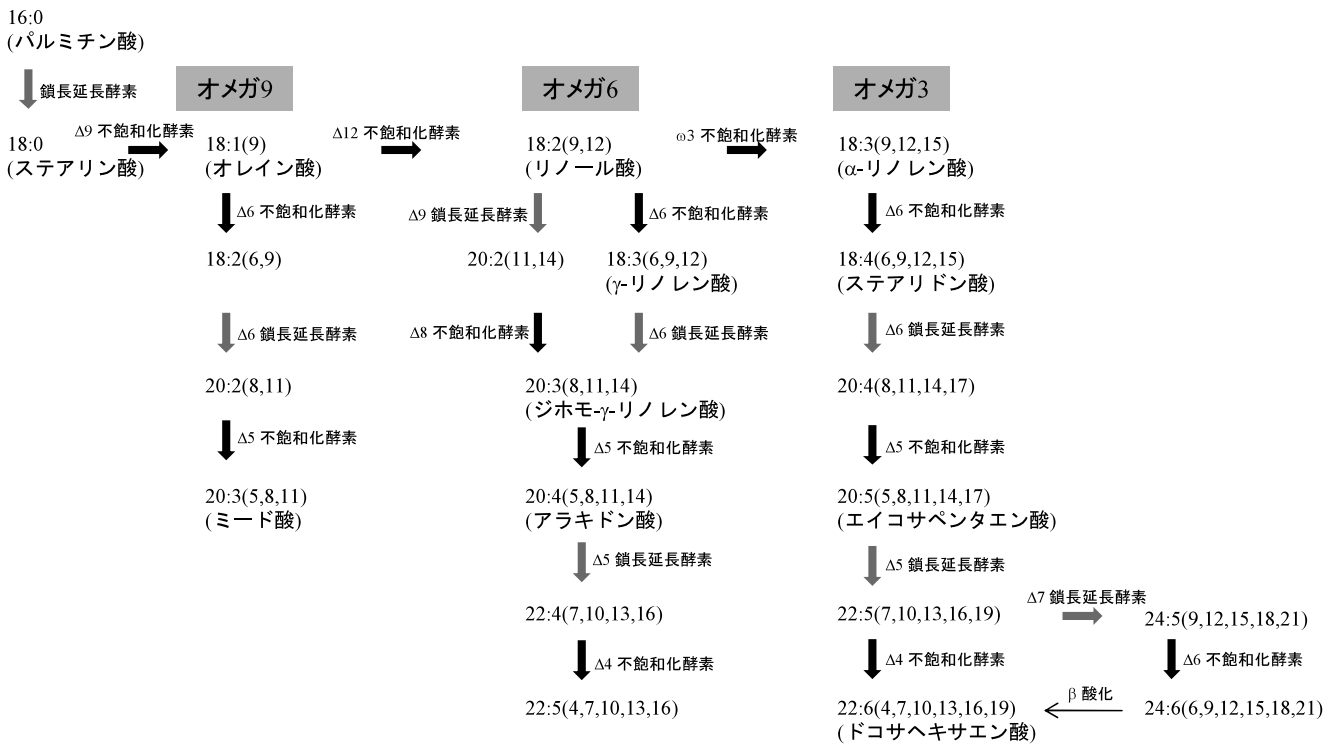 16:0
(パルミチン酸)
鎖長延長酵素
オメガ9
オメガ6
オメガ3
18:0
(ステアリン酸)
Δ9 不飽和化酵素
18:1(9)
(オレイン酸)
Δ12 不飽和化酵素
18:2(9,12)
(リノール酸)
ω3 不飽和化酵素
18:3(9,12,15)
(α-リノレン酸)
Δ6 不飽和化酵素
Δ9 鎖長延長酵素
Δ6 不飽和化酵素
Δ6 不飽和化酵素
18:2(6,9)
20:2(11,14)
18:3(6,9,12)
(γ-リノレン酸)
18:4(6,9,12,15)
(ステアリドン酸)
Δ6 鎖長延長酵素
Δ8 不飽和化酵素
Δ6 鎖長延長酵素
Δ6 鎖長延長酵素
20:2(8,11)
20:3(8,11,14)
(ジホモ-γ-リノレン酸)
20:4(8,11,14,17)
Δ5 不飽和化酵素
Δ5 不飽和化酵素
Δ5 不飽和化酵素
20:3(5,8,11)
(ミード酸)
20:4(5,8,11,14)
(アラキドン酸)
20:5(5,8,11,14,17)
(エイコサペンタエン酸)
Δ5 鎖長延長酵素
Δ5 鎖長延長酵素
22:4(7,10,13,16)
22:5(7,10,13,16,19)
Δ7 鎖長延長酵素
24:5(9,12,15,18,21)
Δ4 不飽和化酵素
Δ4 不飽和化酵素
Δ6 不飽和化酵素
22:5(4,7,10,13,16)
22:6(4,7,10,13,16,19)
(ドコサヘキサエン酸)
β 酸化
24:6(6,9,12,15,18,21)